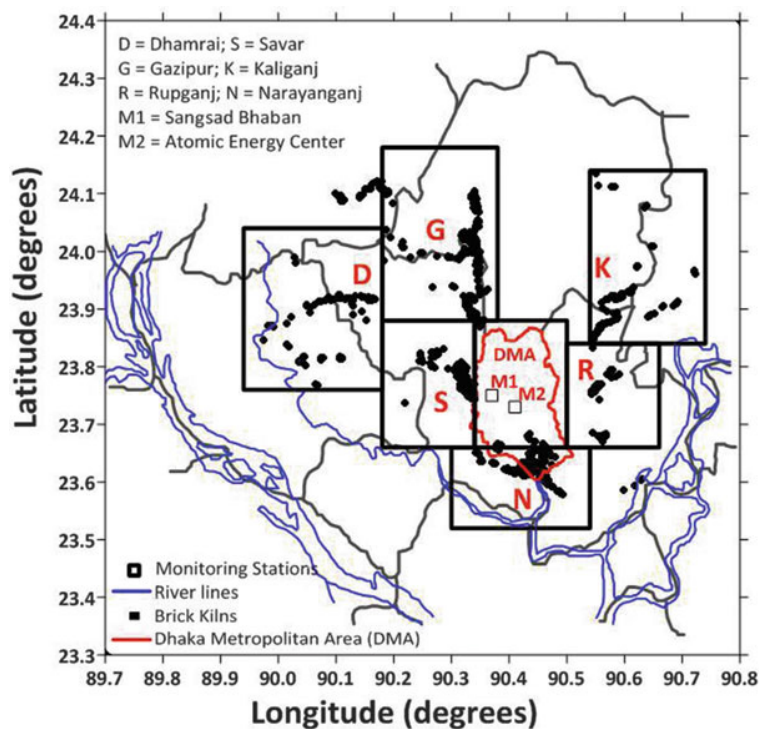 D = Dhamrai; S = Savar
G = Gazipur; K = Kaliganj
R = Rupganj; N = Narayanganj
M1 = Sangsad Bhaban
M2 = Atomic Energy Center
24.4
24.3
24.2
24.1
24.0
23.9
23.8
23.7
23.6
23.5
23.4
23.3
Latitude (degrees)
G
D
K
DMA
M1
M2
S
R
N
Monitoring Stations
River lines
Brick Kilns
Dhaka Metropolitan Area (DMA)
89.7 89.8 89.9 90.0 90.1 90.2 90.3 90.4 90.5 90.6 90.7 90.8
Longitude (degrees)